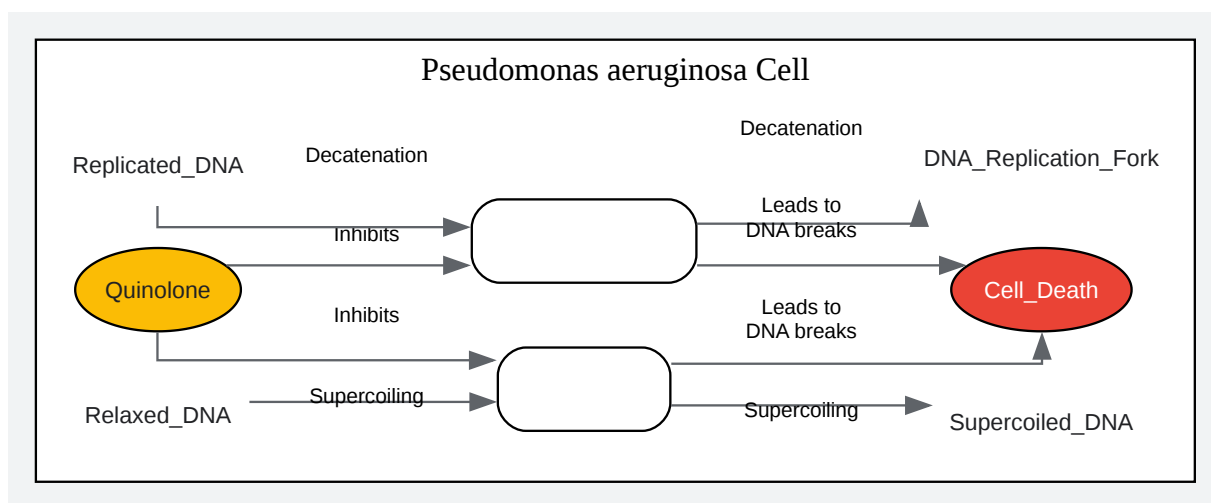 Pseudomonas aeruginosa Cell
Decatenation
Decatenation
Replicated_DNA
DNA_Replication_Fork
Inhibits
Leads to
DNA breaks
Quinolone
Cell_Death
Inhibits
Leads to
DNA breaks
Supercoiling
Supercoiling
Relaxed_DNA
Supercoiled_DNA